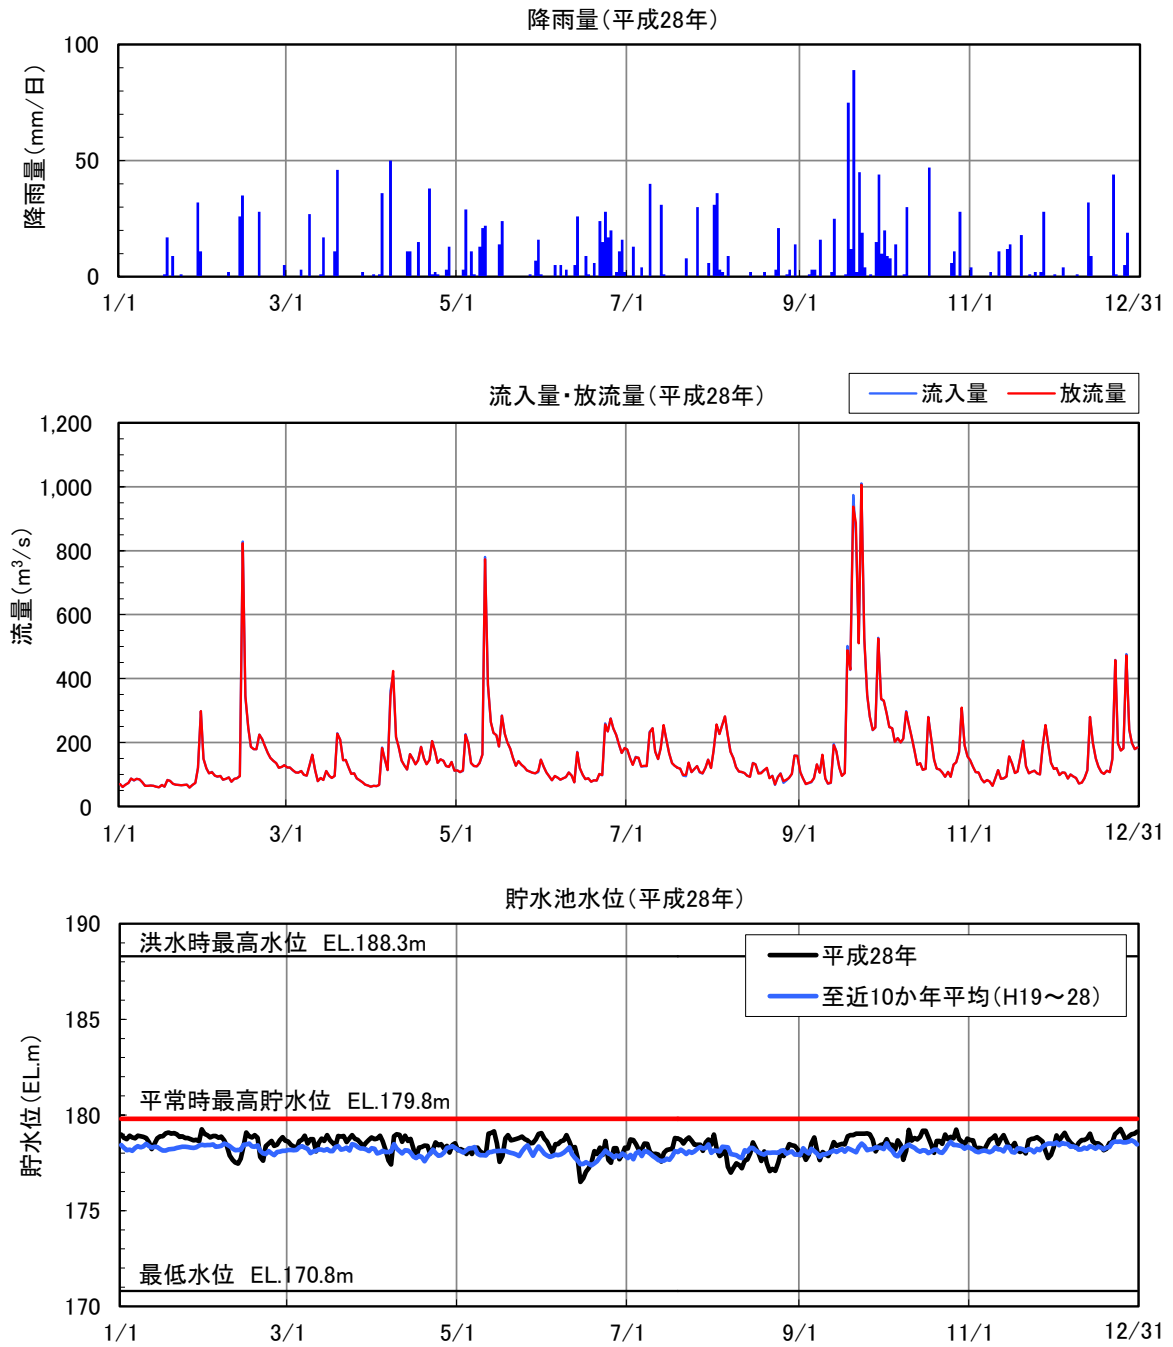 降雨量（平成28年）
降雨量（mm/日）
100
50
0
1/1 3/1 5/1 7/1 9/1 11/1 12/31
流入量・放流量（平成28年）
流入量 放流量
流量（m³/s）
1,200
1,000
800
600
400
200
0
1/1 3/1 5/1 7/1 9/1 11/1 12/31
貯水池水位（平成28年）
貯水位（EL.m）
190
185
180
175
170
洪水時最高水位 EL.188.3m
平成28年
至近10か年平均（H19～28）
平常時最高貯水位 EL.179.8m
最低水位 EL.170.8m
1/1 3/1 5/1 7/1 9/1 11/1 12/31